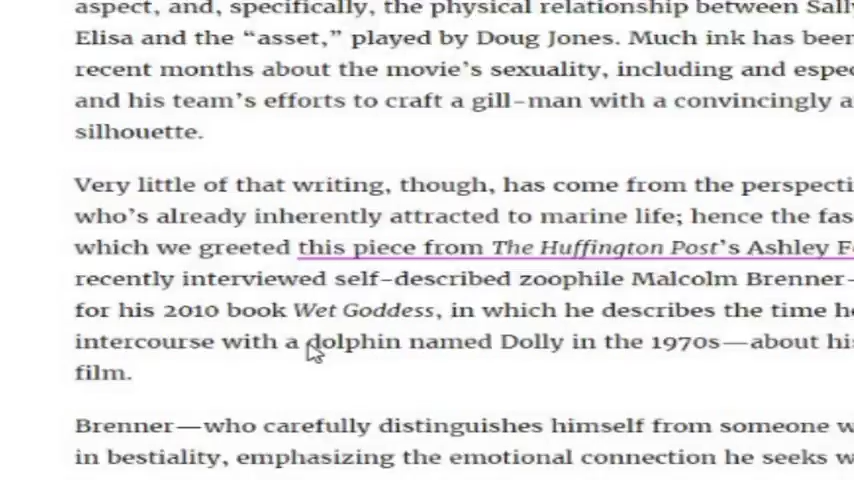 aspect, and, specifically, the physical relationship between Sally
Elisa and the “asset,” played by Doug Jones. Much ink has been
recent months about the movie’s sexuality, including and espec
and his team’s efforts to craft a gill-man with a convincingly a
silhouette.
Very little of that writing, though, has come from the perspecti
who’s already inherently attracted to marine life; hence the fas
which we greeted this piece from The Huffington Post’s Ashley F
recently interviewed self-described zoophile Malcolm Brenner—
for his 2010 book Wet Goddess, in which he describes the time he
intercourse with a dolphin named Dolly in the 1970s—about his
film.
Brenner—who carefully distinguishes himself from someone w
in bestiality, emphasizing the emotional connection he seeks w